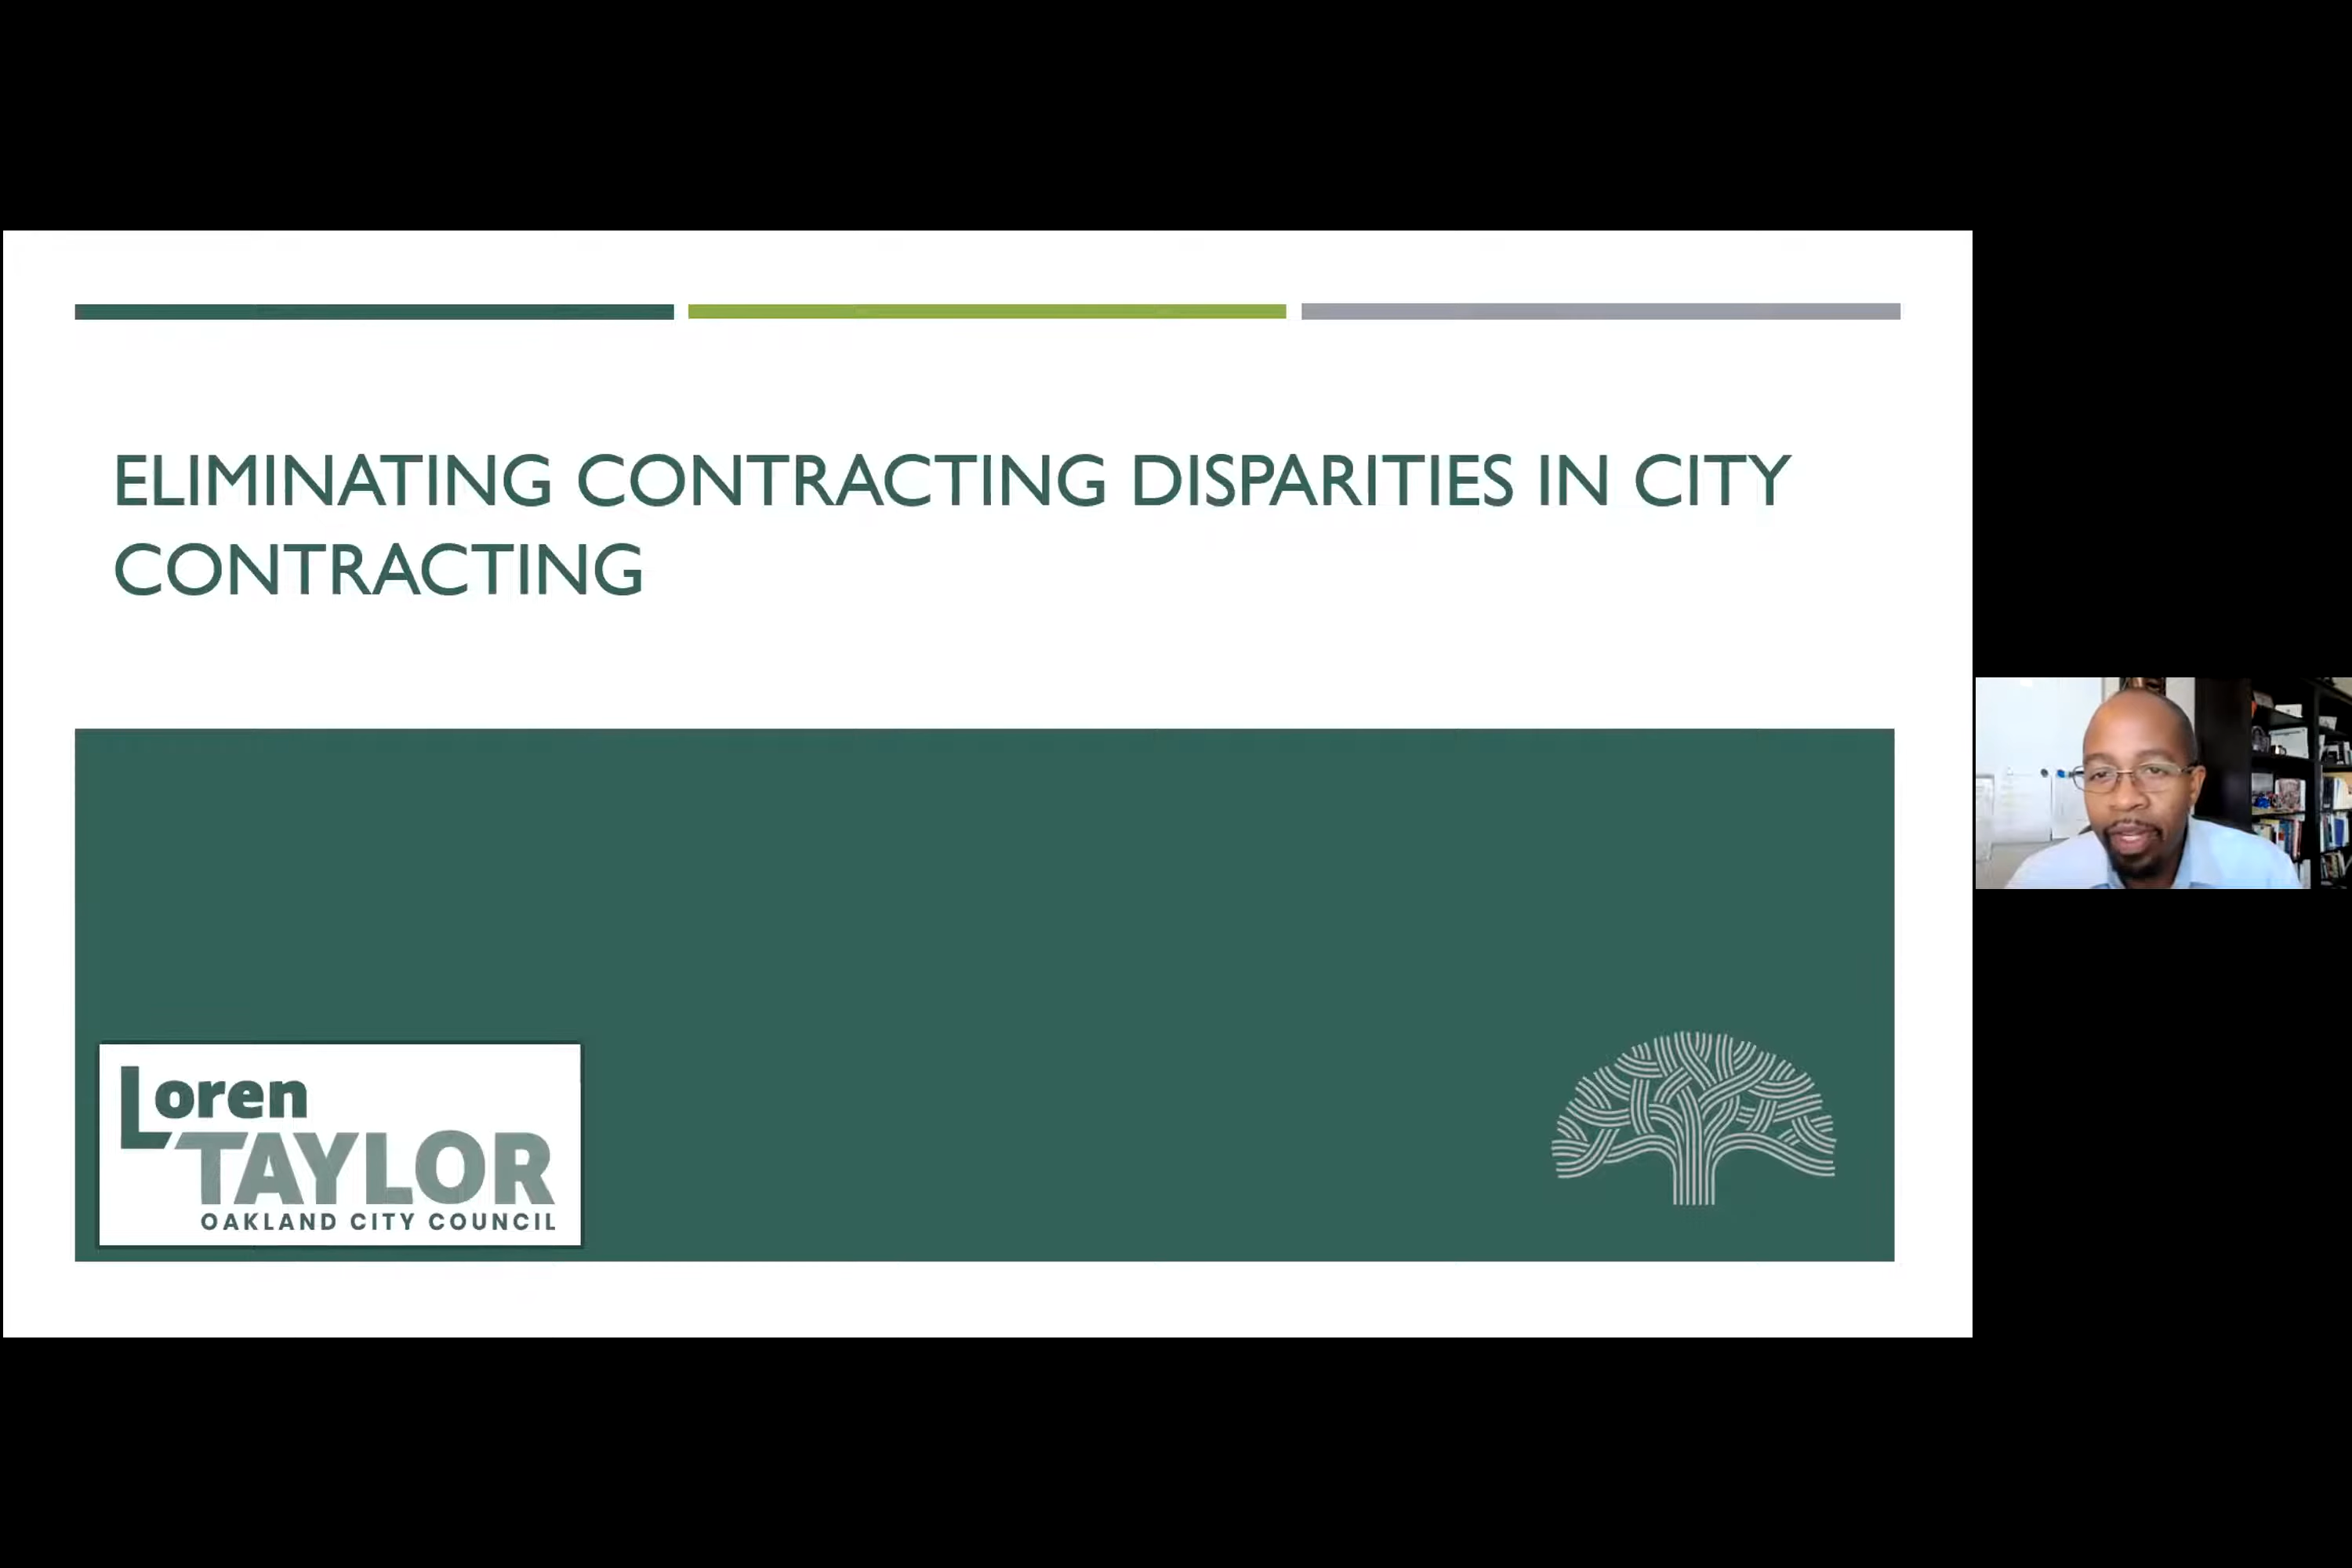 ELIMINATING CONTRACTING DISPARITIES IN CITY
CONTRACTING
Loren
TAYLOR
OAKLAND CITY COUNCIL